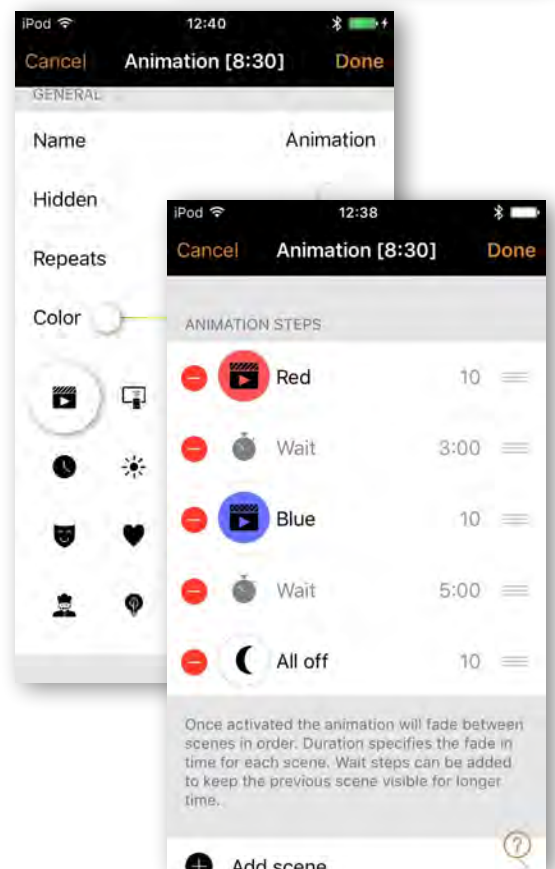 iPod 12:40
Cancel Animation [8:30] Done
GENERAL
Name Animation
Hidden
Repeats
Color
iPod 12:38
Cancel Animation [8:30] Done
ANIMATION STEPS
Red 10
Wait 3:00
Blue 10
Wait 5:00
All off 10
Once activated the animation will fade between
scenes in order. Duration specifies the fade in
time for each scene. Wait steps can be added
to keep the previous scene visible for longer
time.
?
Add scene